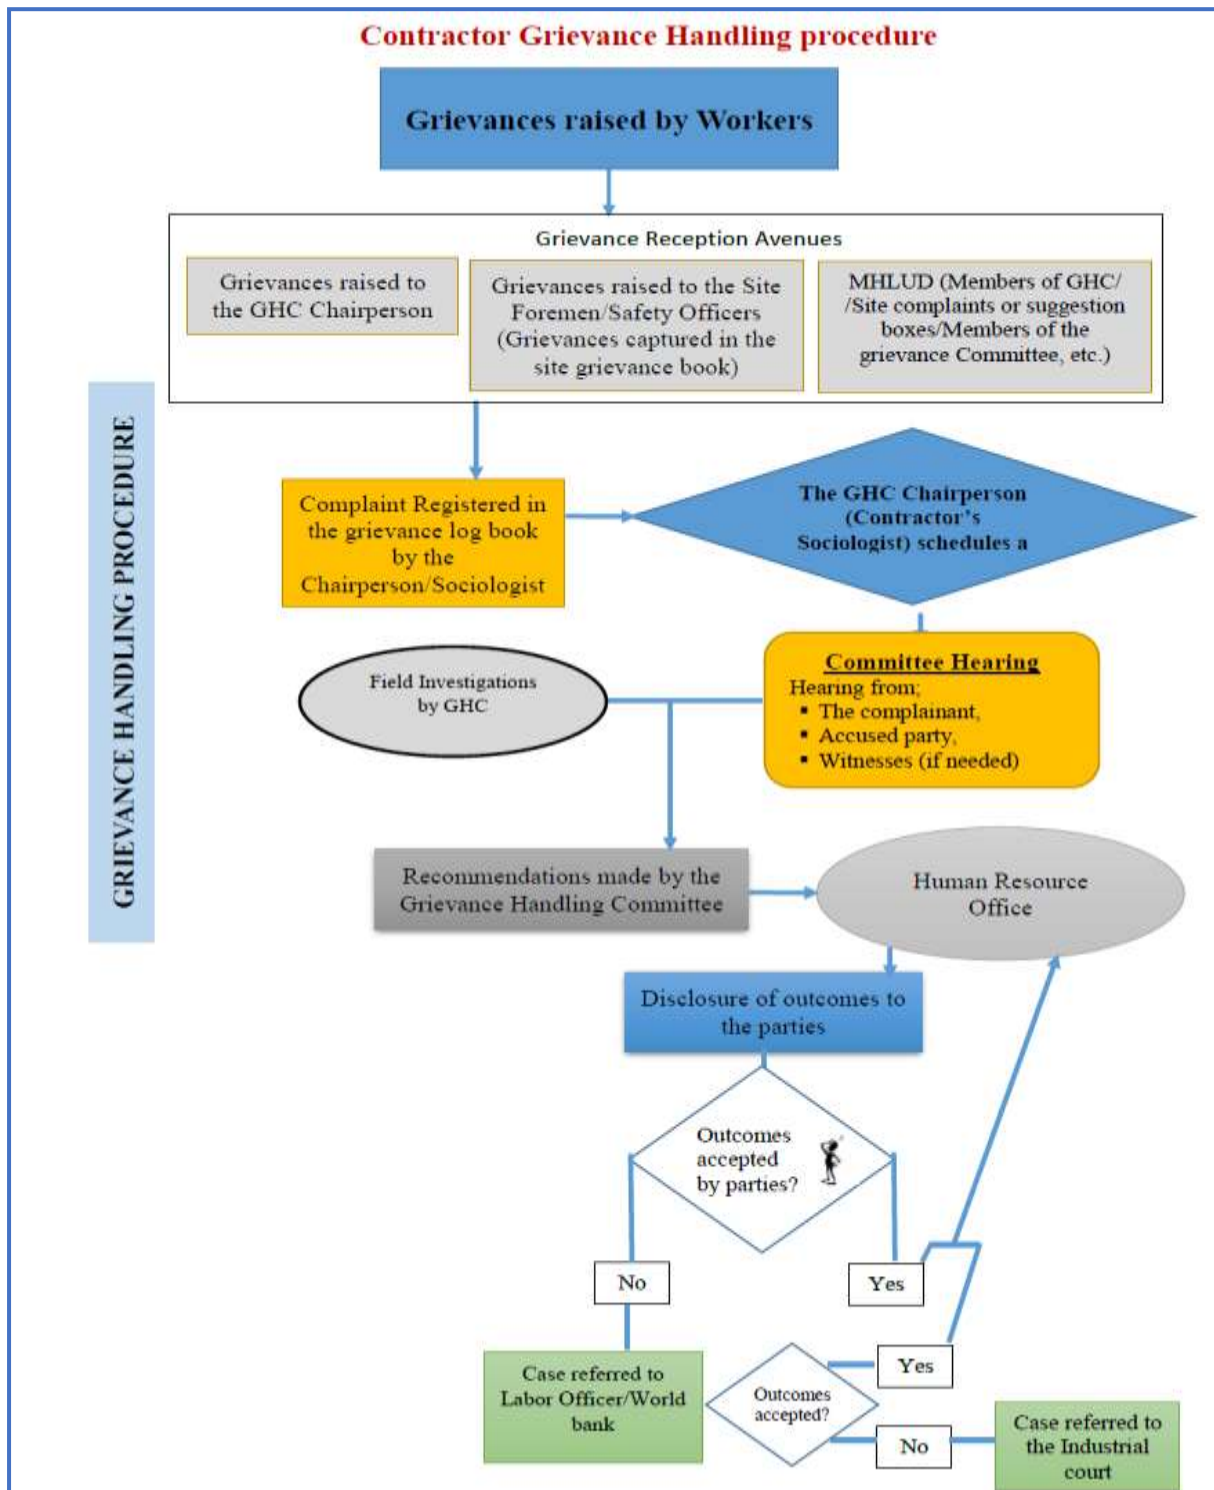 Contractor Grievance Handling procedure
Grievances raised by Workers
Grievance Reception Avenues
Grievances raised to
the GHC Chairperson
Grievances raised to the Site
Foremen/Safety Officers
(Grievances captured in the
site grievance book)
MHLUD (Members of GHC/
/Site complaints or suggestion
boxes/Members of the
grievance Committee, etc.)
GRIEVANCE HANDLING PROCEDURE
Complaint Registered in
the grievance log book
by the
Chairperson/Sociologist
The GHC Chairperson
(Contractor's
Sociologist) schedules a
Field Investigations
by GHC
Committee Hearing
Hearing from;
▪ The complainant,
▪ Accused party,
▪ Witnesses (if needed)
Recommendations made by the
Grievance Handling Committee
Human Resource
Office
Disclosure of outcomes to
the parties
Outcomes
accepted
by parties?
No
Yes
Case referred to
Labor Officer/World
bank
Outcomes
accepted?
Yes
No
Case referred to
the Industrial
court